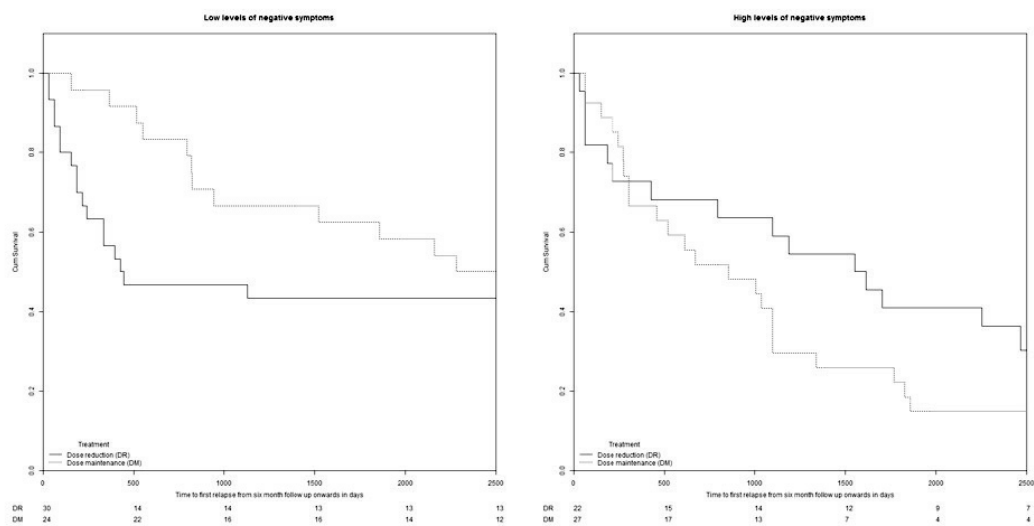 Low levels of negative symptoms
Cum Survival
1.0
0.8
0.6
0.4
0.2
0.0
Treatment
Dose reduction (DR)
Dose maintenance (DM)
0 500 1000 1500 2000 2500
Time to first relapse from six month follow up onwards in days
DR 30 14 14 13 13 13
DM 24 22 16 16 14 12
High levels of negative symptoms
Cum Survival
1.0
0.8
0.6
0.4
0.2
0.0
Treatment
Dose reduction (DR)
Dose maintenance (DM)
0 500 1000 1500 2000 2500
Time to first relapse from six month follow up onwards in days
DR 22 15 14 12 9 7
DM 27 17 13 7 4 4